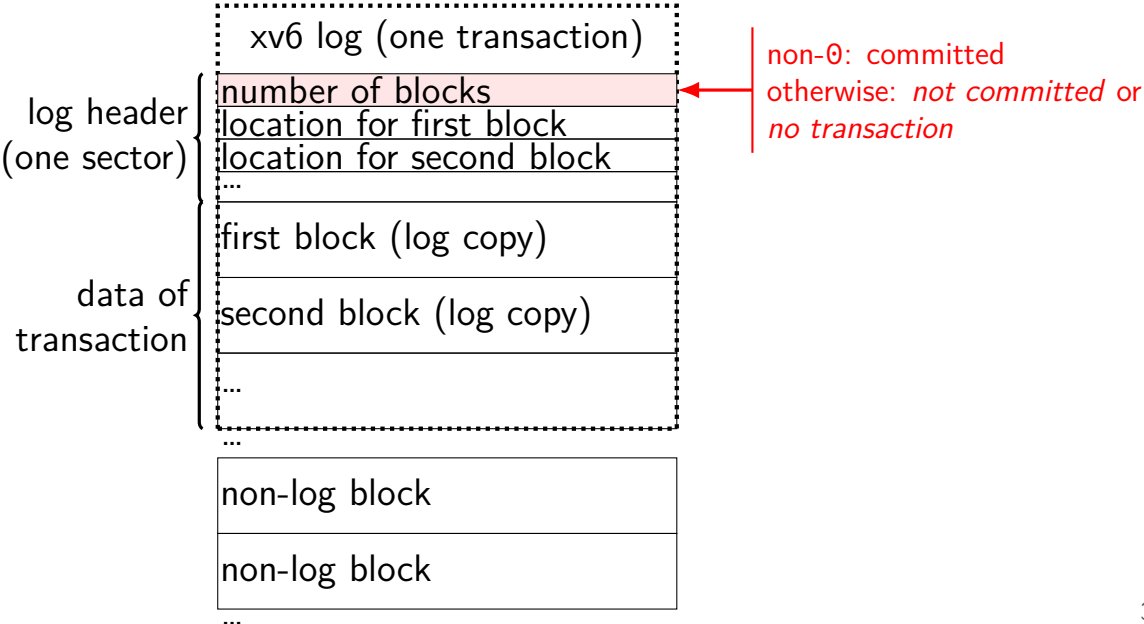 xv6 log (one transaction)
number of blocks
location for first block
location for second block
...
first block (log copy)
second block (log copy)
...
...
non-log block
non-log block
...
log header
(one sector)
data of
transaction
non-0: committed
otherwise: not committed or
no transaction